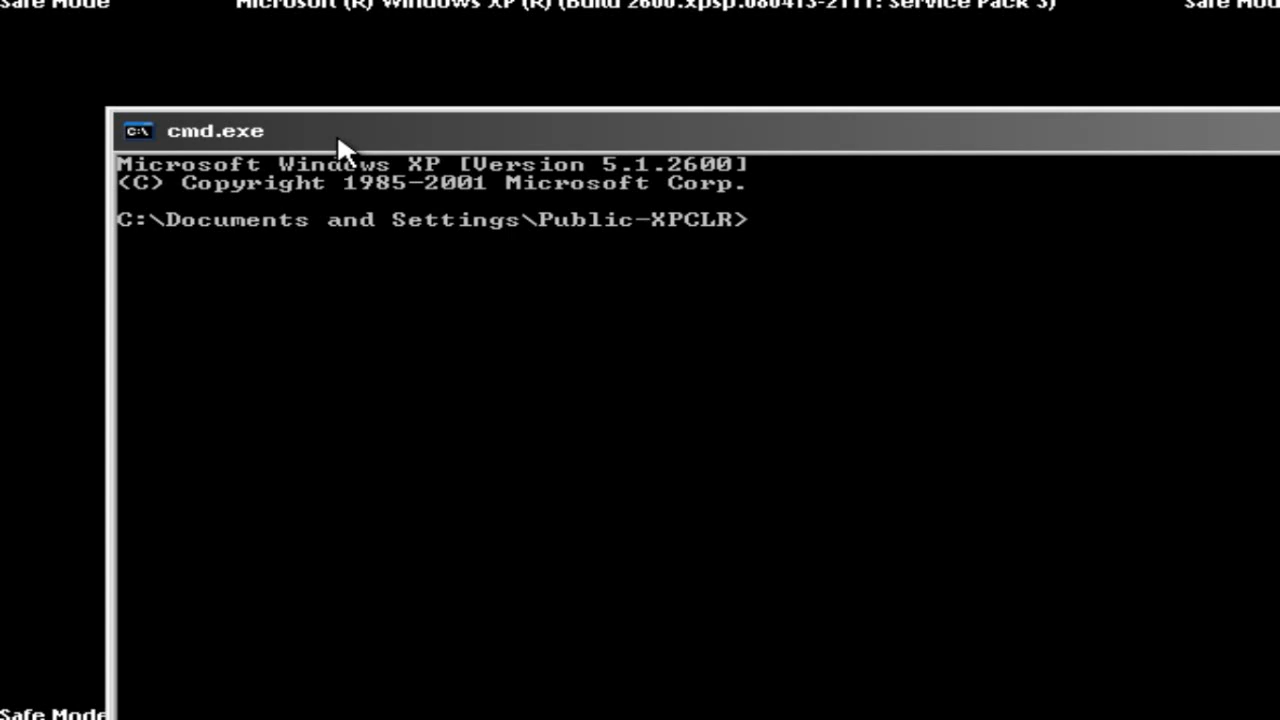 Safe Mode Microsoft (R) Windows XP (R) (Build 2600.xpsp.080413-2111: Service Pack 3) Safe Mod
C:\ cmd.exe
Microsoft Windows XP [Version 5.1.2600]
(C) Copyright 1985-2001 Microsoft Corp.
C:\Documents and Settings\Public-XPCLR>
Safe Mode